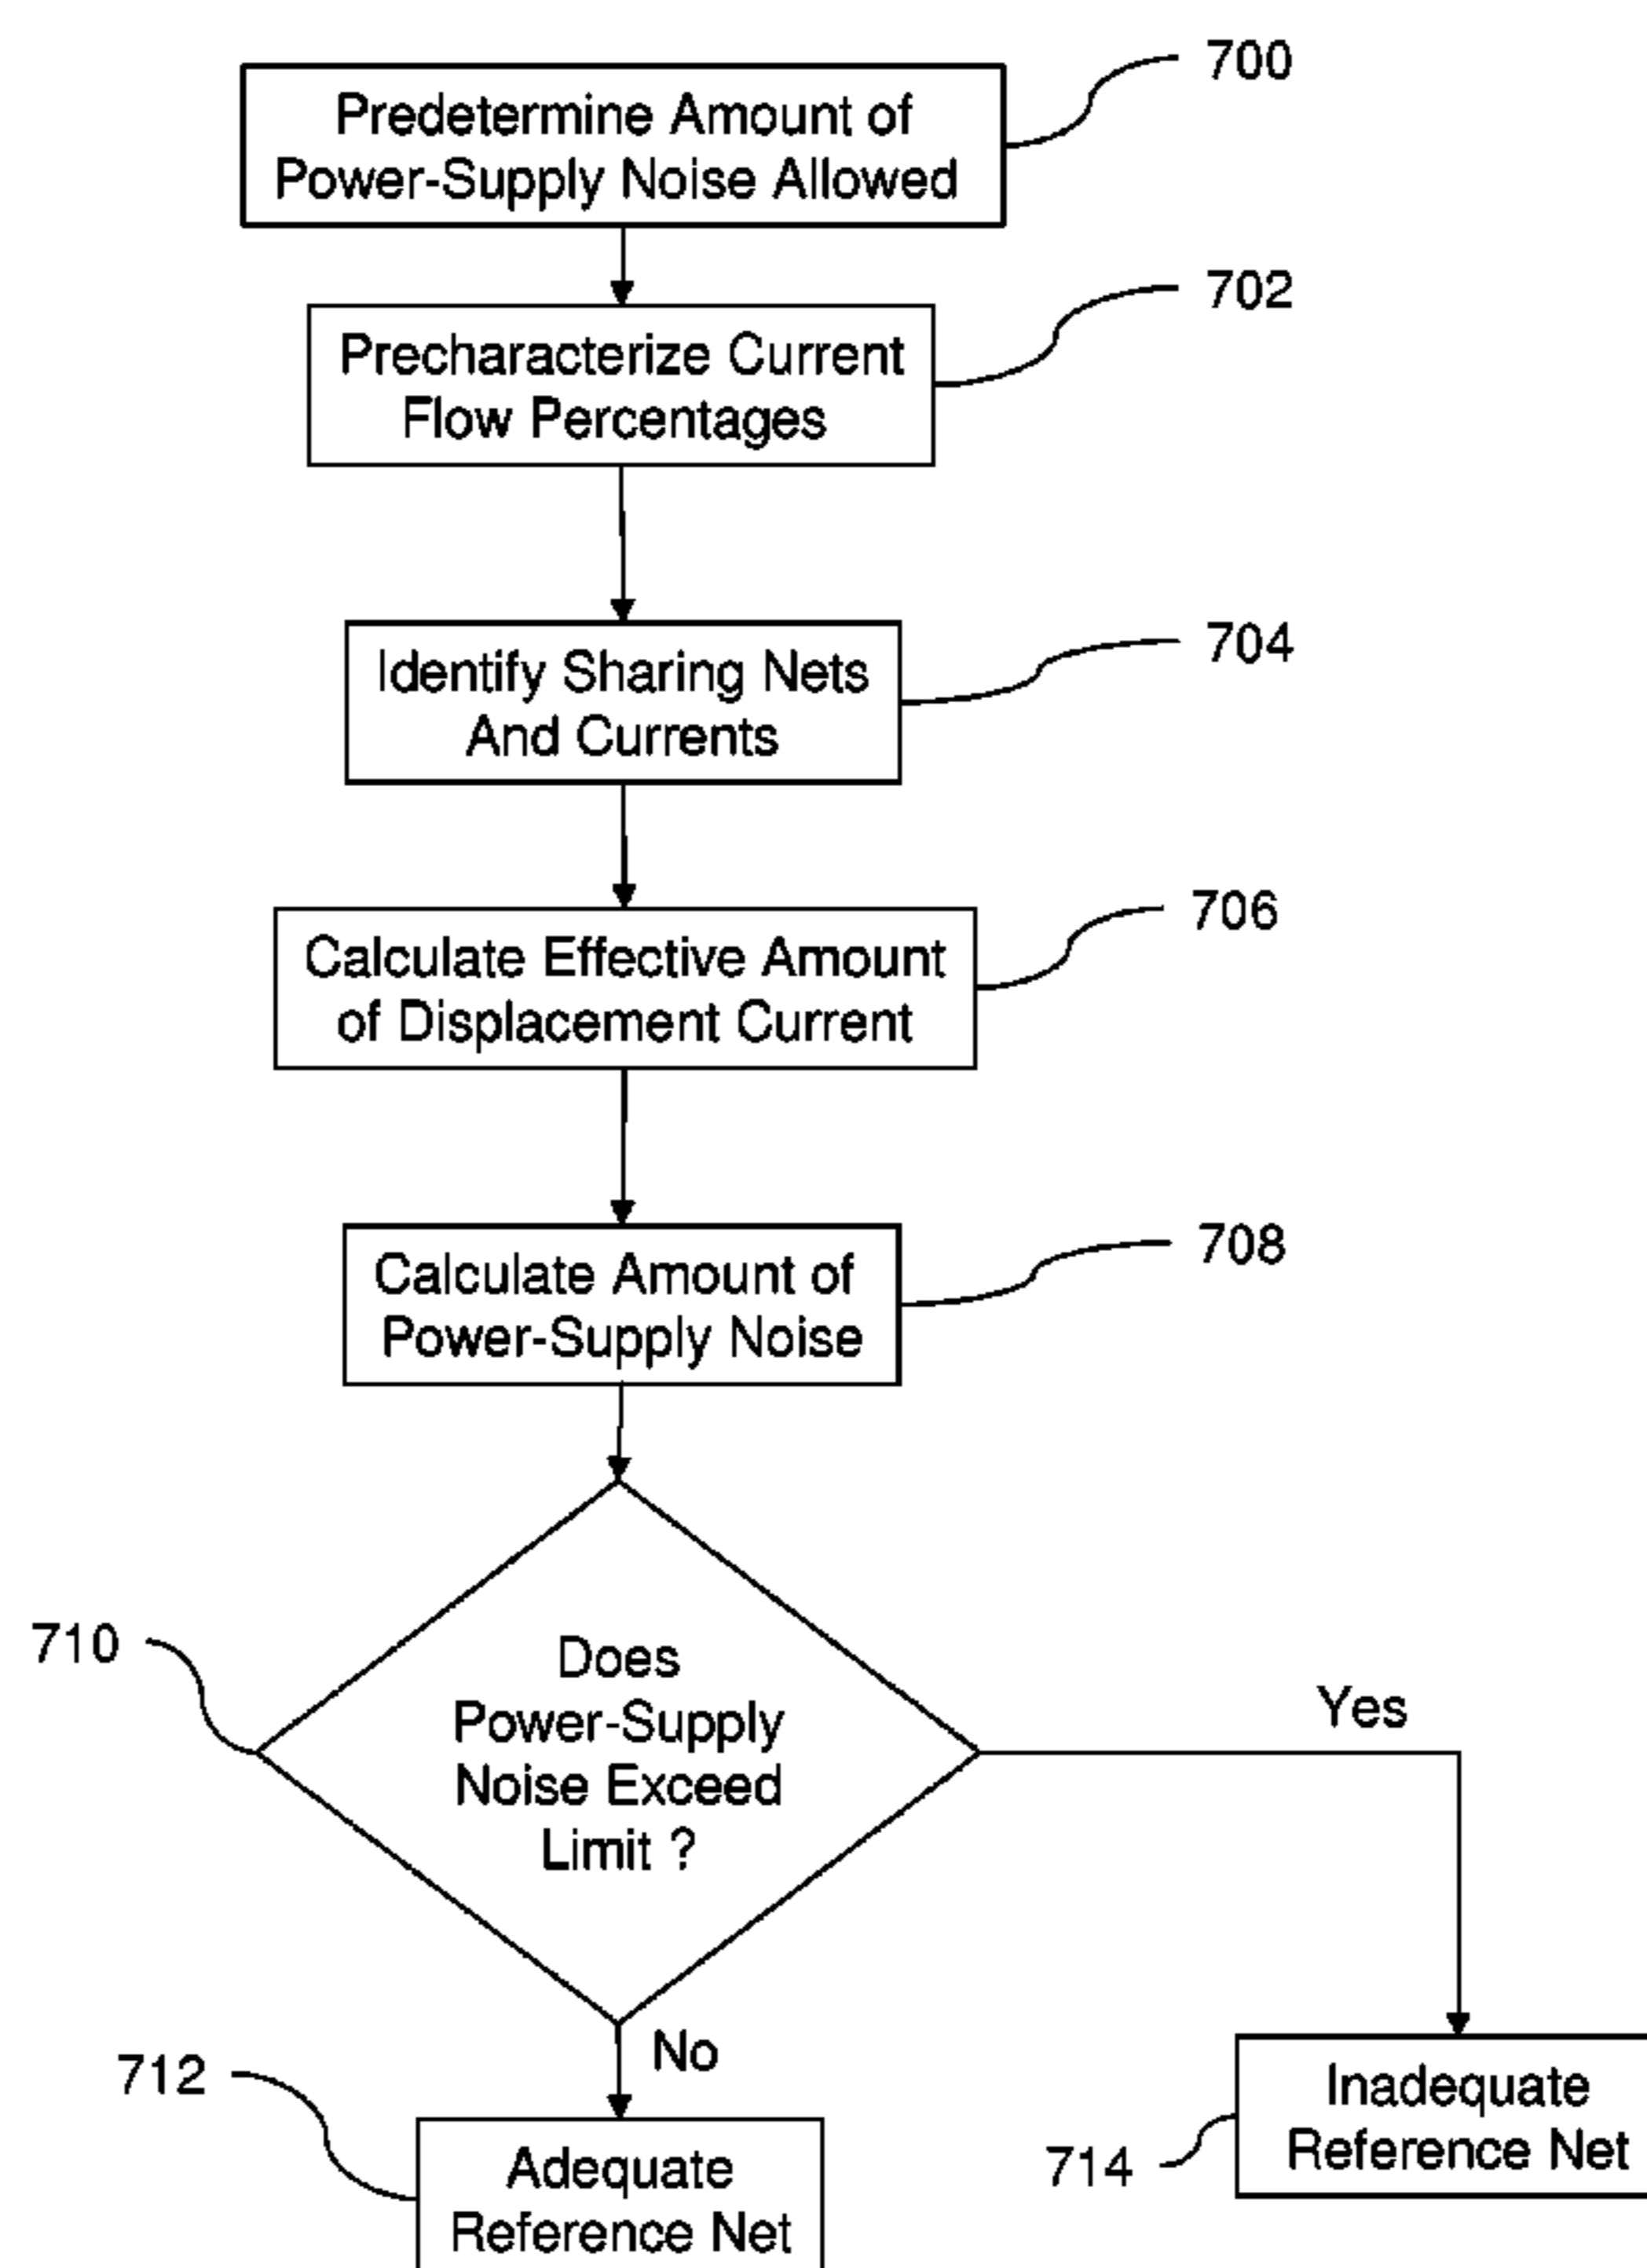 700
Predetermine Amount of
Power-Supply Noise Allowed
702
Precharacterize Current
Flow Percentages
704
Identify Sharing Nets
And Currents
706
Calculate Effective Amount
of Displacement Current
708
Calculate Amount of
Power-Supply Noise
710
Does
Power-Supply
Noise Exceed
Limit ?
Yes
No
712
Adequate
Reference Net
714
Inadequate
Reference Net